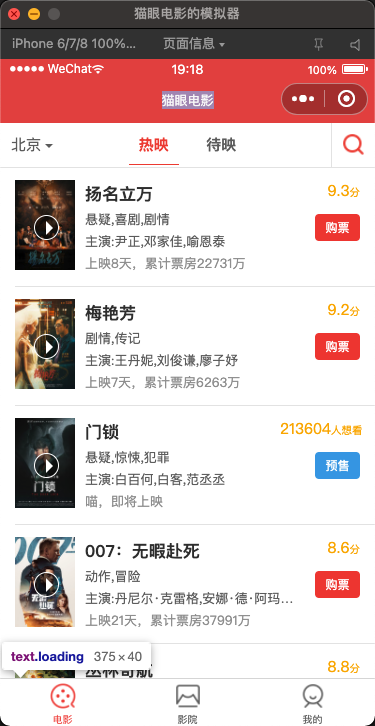 猫眼电影的模拟器
iPhone 6/7/8 100%... 页面信息
WeChat 19:18 100%
猫眼电影
北京 热映 待映
扬名立万 9.3分
悬疑,喜剧,剧情
主演:尹正,邓家佳,喻恩泰 购票
上映8天，累计票房22731万
梅艳芳 9.2分
剧情,传记
主演:王丹妮,刘俊谦,廖子妤 购票
上映7天，累计票房6263万
门锁 213604人想看
悬疑,惊悚,犯罪
主演:白百何,白客,范丞丞 预售
喵，即将上映
门锁
007：无暇赴死 8.6分
动作,冒险
主演:丹尼尔·克雷格,安娜·德·阿玛... 购票
上映21天，累计票房37991万
007
text.loading 375×40
丛林奇航 8.8分
电影 影院 我的